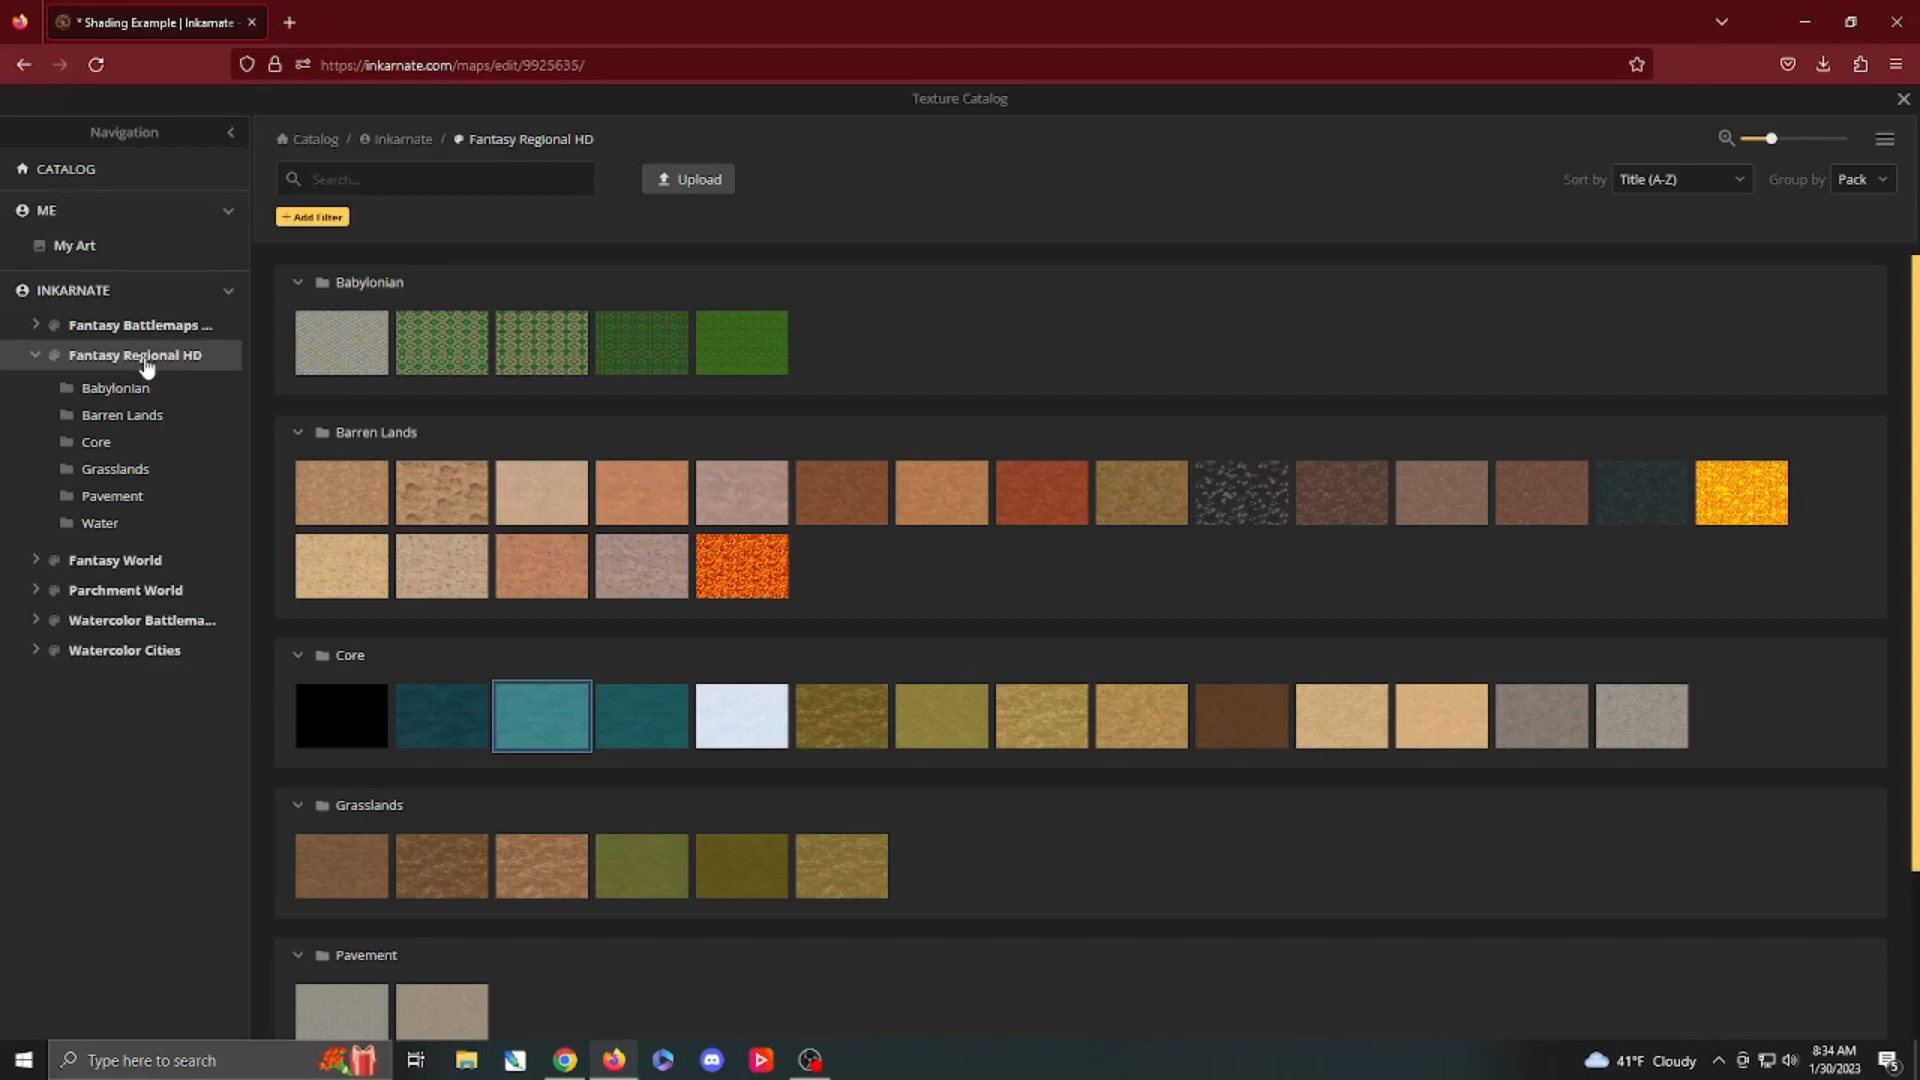 * Shading Example | Inkarnate -
https://inkarnate.com/maps/edit/9925635/
Texture Catalog
Navigation
CATALOG
ME
My Art
INKARNATE
Fantasy Battlemaps ...
Fantasy Regional HD
Babylonian
Barren Lands
Core
Grasslands
Pavement
Water
Fantasy World
Parchment World
Watercolor Battlema...
Watercolor Cities
Catalog / Inkarnate / Fantasy Regional HD
Search...
Upload
Sort by Title (A-Z)
Group by Pack
+ Add Filter
Babylonian
Barren Lands
Core
Grasslands
Pavement
Type here to search
41°F Cloudy
8:34 AM
1/30/2023
5